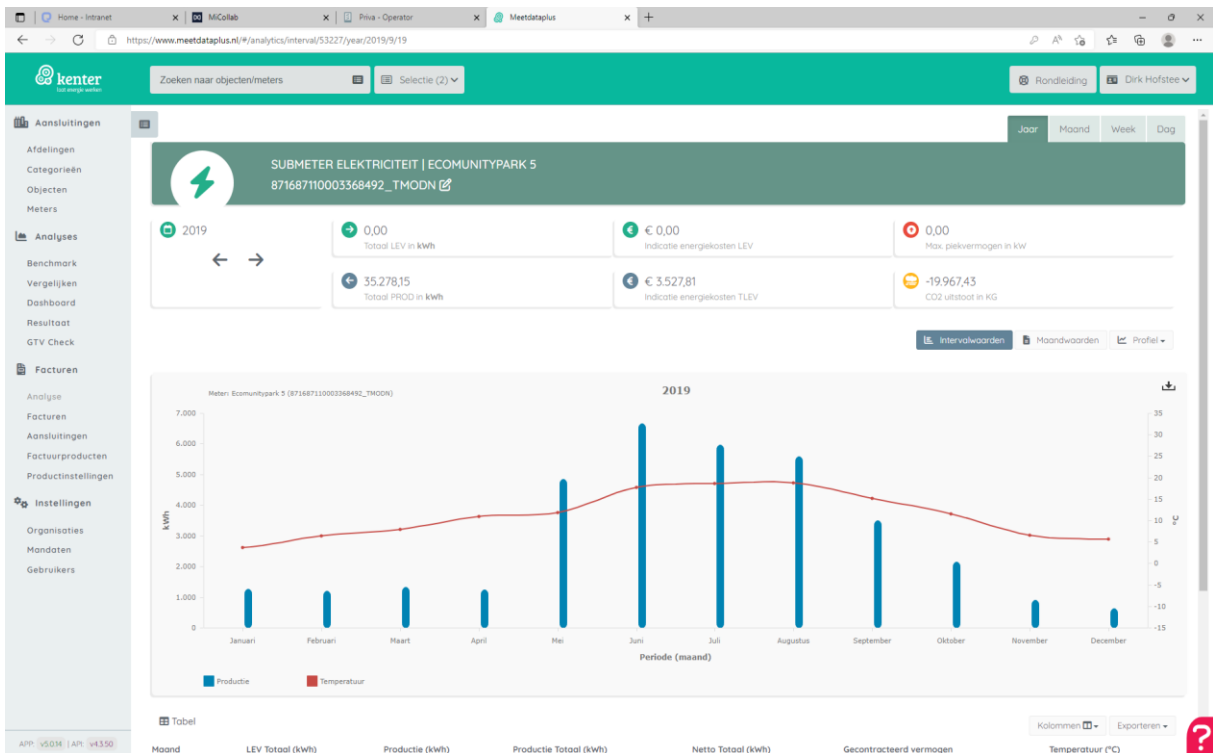 Home - Intranet
MiCollab
Priva - Operator
Meetdataplus
https://www.meetdataplus.nl/#/analytics/interval/53227/year/2019/9/19
kenter
laat energie werken
Zoeken naar objecten/meters
Selectie (2)
Rondleiding
Dirk Hofstee
Aansluitingen
Afdelingen
Categorieën
Objecten
Meters
Analyses
Benchmark
Vergelijken
Dashboard
Resultaat
GTV Check
Facturen
Analyse
Facturen
Aansluitingen
Factuurproducten
Productinstellingen
Instellingen
Organisaties
Mandaten
Gebruikers
APP: v5.0.14 | API: v4.3.50
Jaar
Maand
Week
Dag
SUBMETER ELEKTRICITEIT | ECOMUNITYPARK 5
871687110003368492_TMODN
2019
0,00
Totaal LEV in kWh
€ 0,00
Indicatie energiekosten LEV
0,00
Max. piekvermogen in kW
35.278,15
Totaal PROD in kWh
€ 3.527,81
Indicatie energiekosten TLEV
-19.967,43
CO2 uitstoot in KG
Intervalwaarden
Maandwaarden
Profiel
Meter: Ecomunitypark 5 (871687110003368492_TMODN)
2019
7.000
6.000
5.000
4.000
3.000
2.000
1.000
0
kWh
35
30
25
20
15
10
5
0
-5
-10
-15
°C
Januari
Februari
Maart
April
Mei
Juni
Juli
Augustus
September
Oktober
November
December
Periode (maand)
Productie
Temperatuur
Tabel
Kolommen
Exporteren
Maand
LEV Totaal (kWh)
Productie (kWh)
Productie Totaal (kWh)
Netto Totaal (kWh)
Gecontracteerd vermogen
Temperatuur (°C)
?